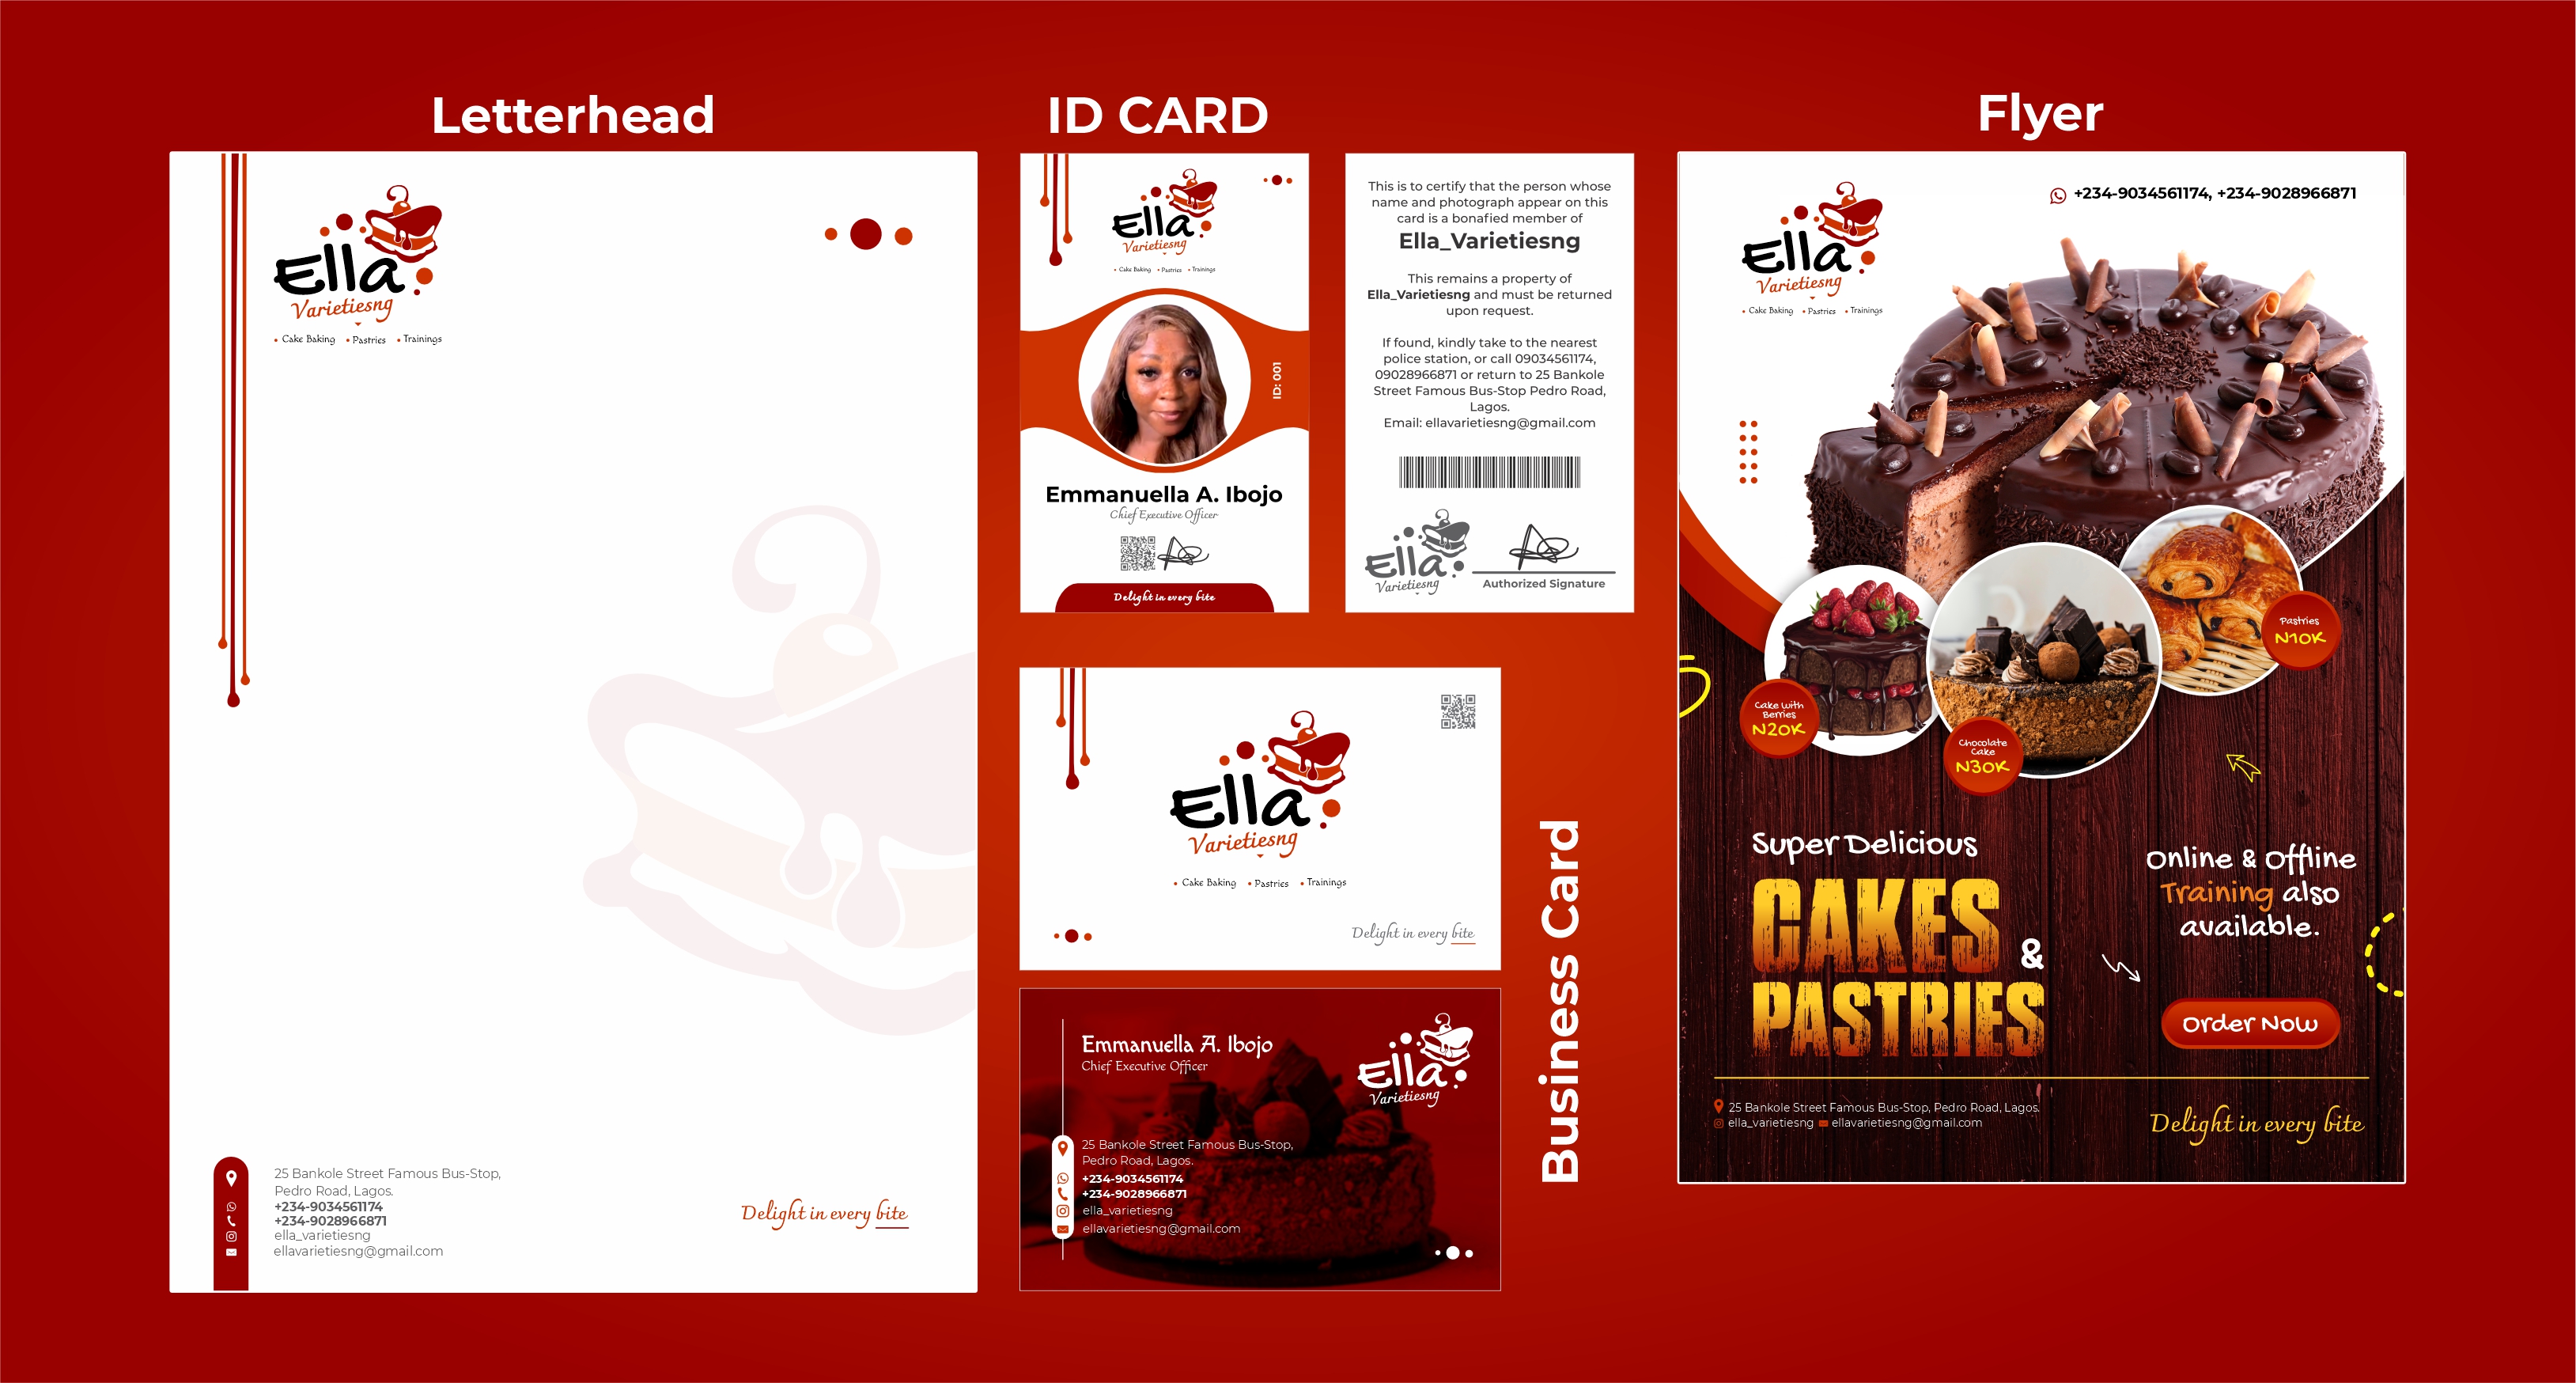 Letterhead
Ella
Varietiesng
• Cake Baking • Pastries • Trainings
25 Bankole Street Famous Bus-Stop,
Pedro Road, Lagos.
+234-9034561174
+234-9028966871
ella_varietiesng
ellavarietiesng@gmail.com
Delight in every bite
ID CARD
Ella
Varietiesng
• Cake Baking • Pastries • Trainings
ID: 001
Emmanuella A. Ibojo
Chief Executive Officer
Delight in every bite
This is to certify that the person whose
name and photograph appear on this
card is a bonafied member of
Ella_Varietiesng
This remains a property of
Ella_Varietiesng and must be returned
upon request.
If found, kindly take to the nearest
police station, or call 09034561174,
09028966871 or return to 25 Bankole
Street Famous Bus-Stop Pedro Road,
Lagos.
Email: ellavarietiesng@gmail.com
Ella
Varietiesng
Authorized Signature
Business Card
Ella
Varietiesng
• Cake Baking • Pastries • Trainings
Delight in every bite
Emmanuella A. Ibojo
Chief Executive Officer
Ella
Varietiesng
25 Bankole Street Famous Bus-Stop,
Pedro Road, Lagos.
+234-9034561174
+234-9028966871
ella_varietiesng
ellavarietiesng@gmail.com
Flyer
+234-9034561174, +234-9028966871
Ella
Varietiesng
• Cake Baking • Pastries • Trainings
Pastries
N10K
Cake with
Berries
N20K
Chocolate
Cake
N30K
Super Delicious
CAKES
&
PASTRIES
Online & Offline
Training also
available.
Order Now
25 Bankole Street Famous Bus-Stop, Pedro Road, Lagos.
ella_varietiesng ellavarietiesng@gmail.com
Delight in every bite